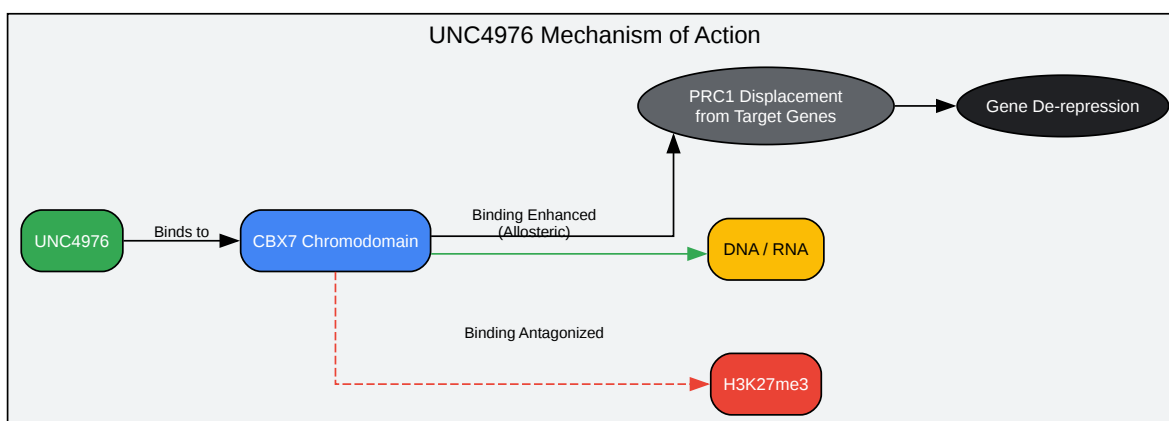 UNC4976 Mechanism of Action
PRC1 Displacement
from Target Genes
Gene De-repression
UNC4976
Binds to
CBX7 Chromodomain
Binding Enhanced
(Allosteric)
DNA / RNA
Binding Antagonized
H3K27me3